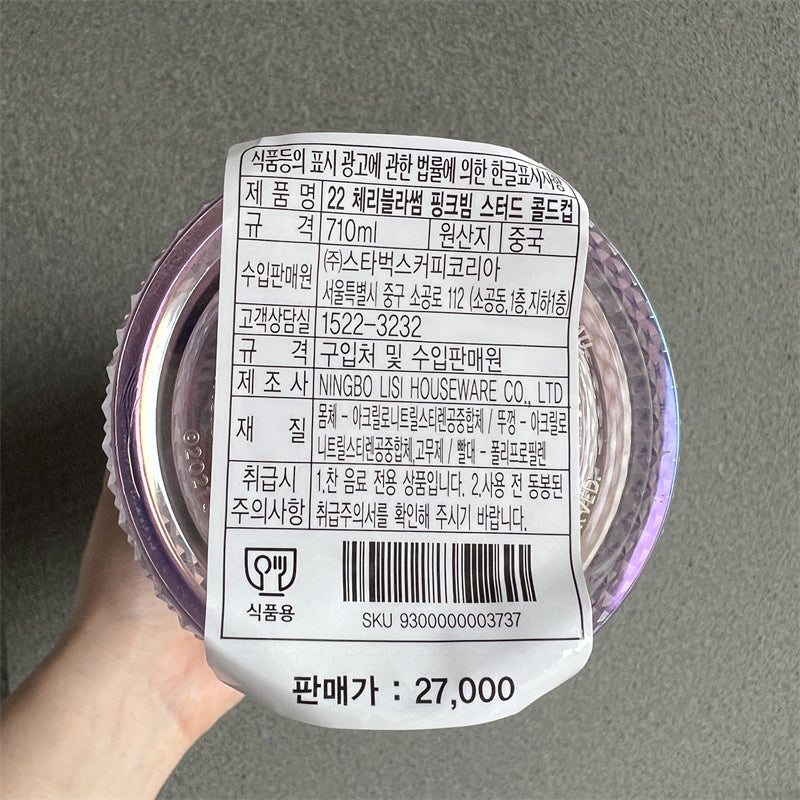 식품등의 표시 광고에 관한 법률에 의한 한글표시사항
제품명 22 체리블라썸 핑크빔 스터드 콜드컵
규격 710ml 원산지 중국
수입판매원 (주)스타벅스커피코리아
서울특별시 중구 소공로 112 (소공동,1층,지하1층)
고객상담실 1522-3232
규격 구입처 및 수입판매원
제조사 NINGBO LISI HOUSEWARE CO., LTD
재질 몸체 - 아크릴로니트릴스티렌공중합체 / 뚜껑 - 아크릴로
니트릴스티렌공중합체,고무제 / 빨대 - 폴리프로필렌
취급시 1.찬 음료 전용 상품입니다. 2.사용 전 동봉된
주의사항 취급주의서를 확인해 주시기 바랍니다.
식품용
SKU 9300000003737
판매가 : 27,000